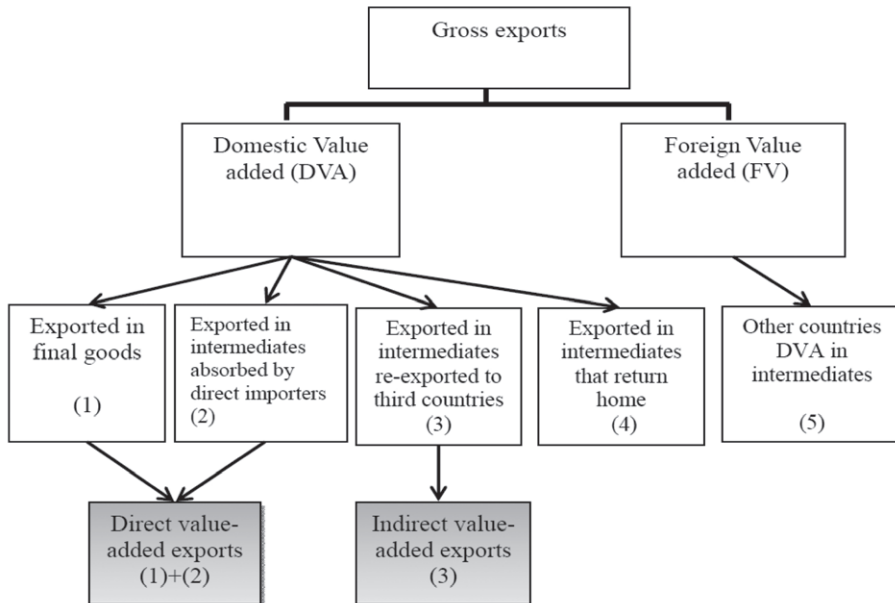 Gross exports
Domestic Value
added (DVA)
Foreign Value
added (FV)
Exported in
final goods
(1)
Exported in
intermediates
absorbed by
direct importers
(2)
Exported in
intermediates
re-exported to
third countries
(3)
Exported in
intermediates
that return
home
(4)
Other countries
DVA in
intermediates
(5)
Direct value-
added exports
(1)+(2)
Indirect value-
added exports
(3)